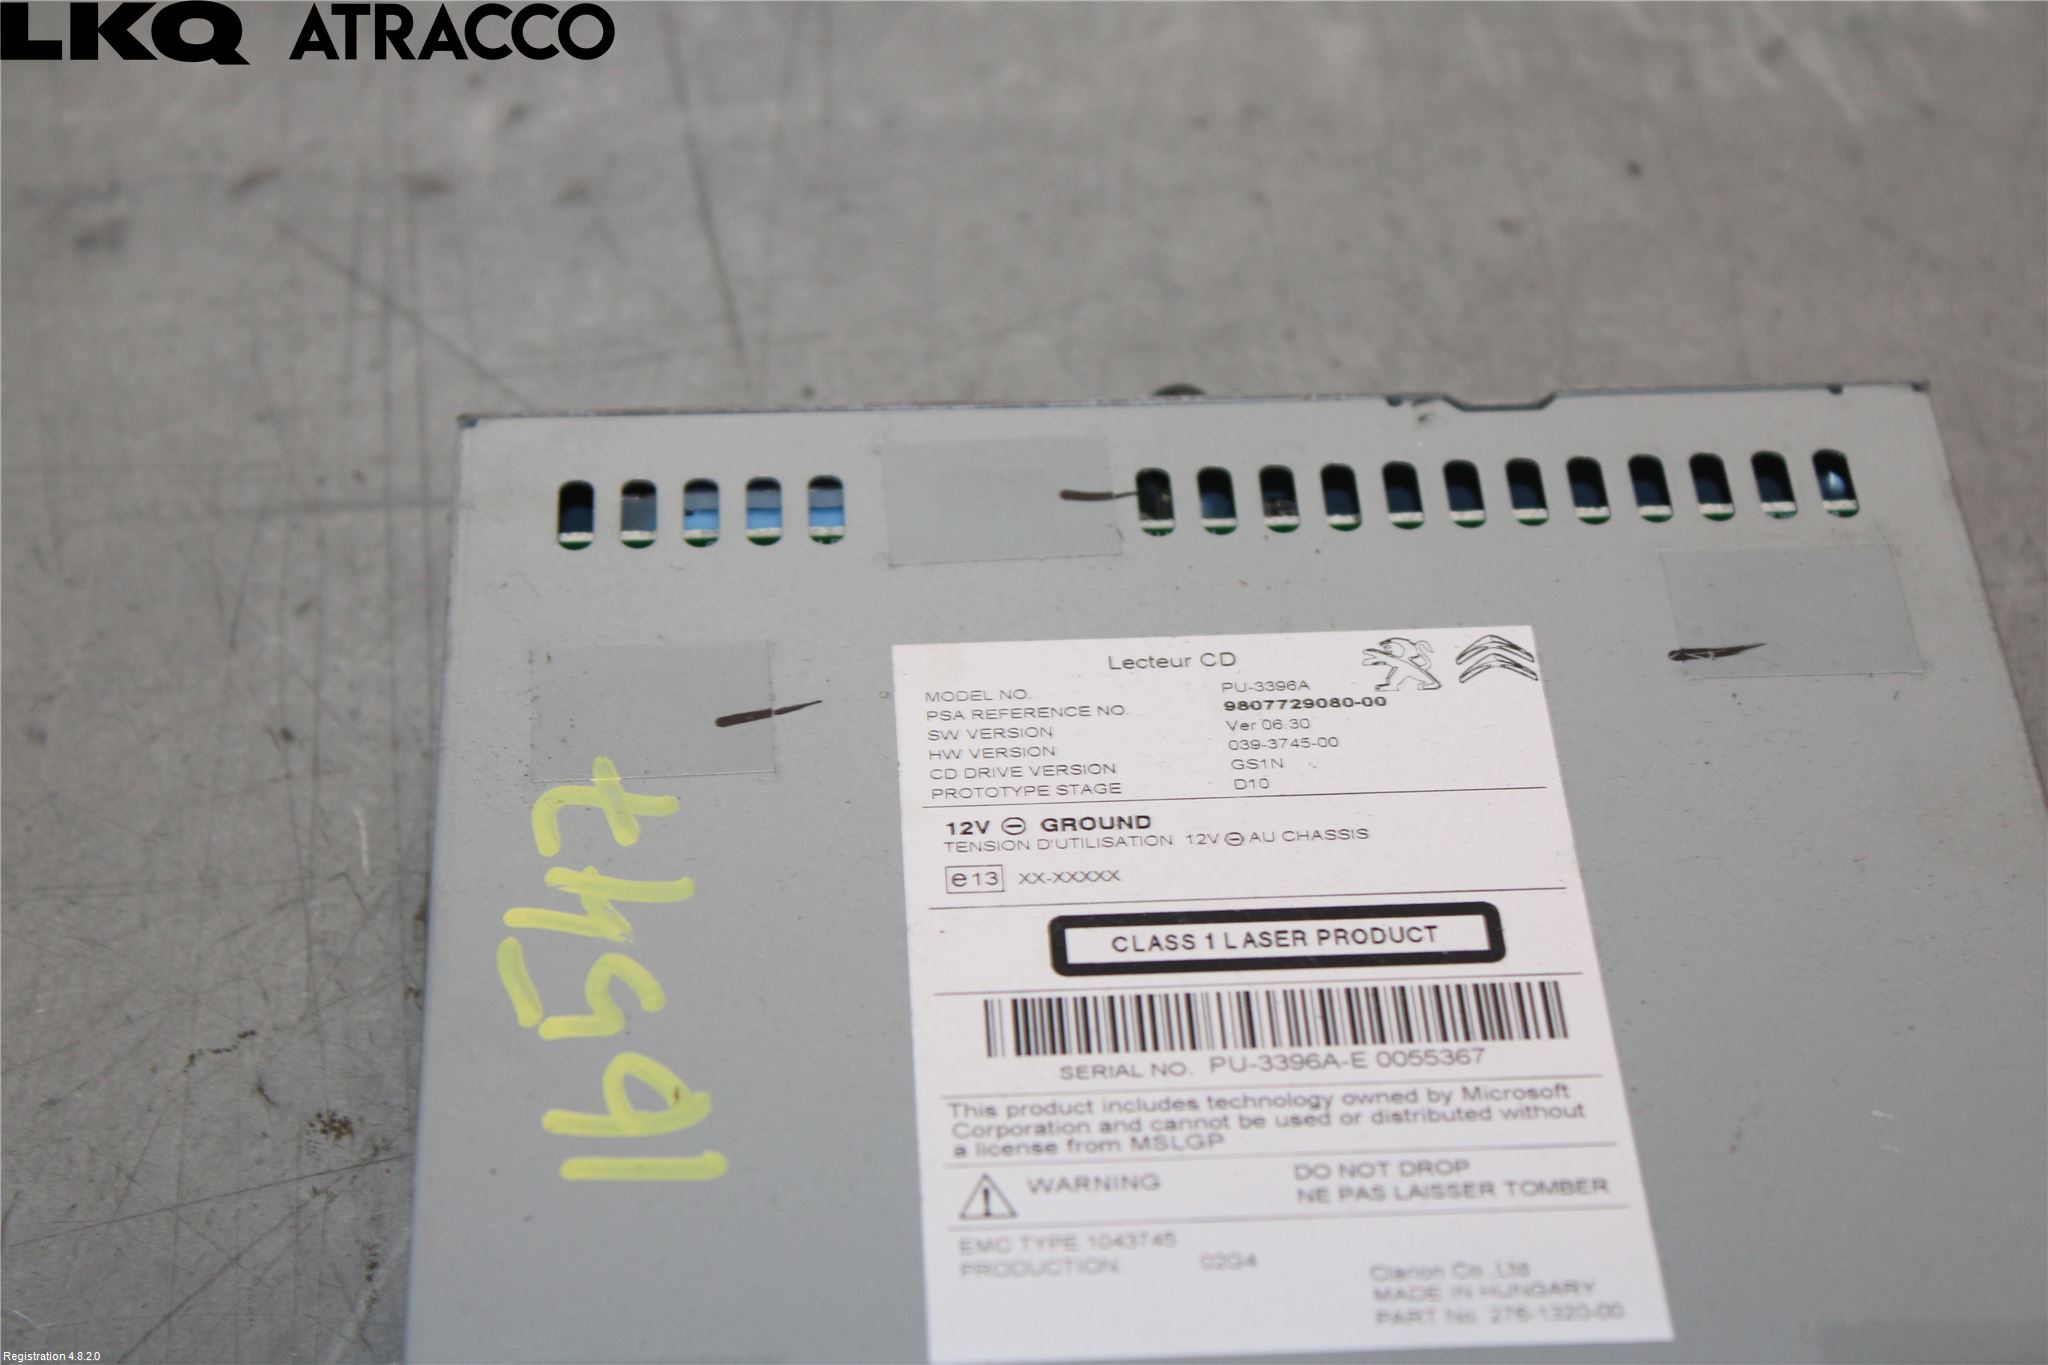 LKQ ATRACCO
Lecteur CD
MODEL NO. PU-3396A
PSA REFERENCE NO. 9807729080-00
SW VERSION Ver 06.30
HW VERSION 039-3745-00
CD DRIVE VERSION GS1N
PROTOTYPE STAGE D10
12V ⊖ GROUND
TENSION D'UTILISATION 12V ⊖ AU CHASSIS
e13 XX-XXXXX
CLASS 1 LASER PRODUCT
SERIAL NO. PU-3396A-E 0055367
This product includes technology owned by Microsoft
Corporation and cannot be used or distributed without
a license from MSLGP
WARNING DO NOT DROP
NE PAS LAISSER TOMBER
EMC TYPE 1043745
PRODUCTION: 02G4
Clarion Co.,Ltd
MADE IN HUNGARY
PART No. 276-1320-00
Registration 4.8.2.0